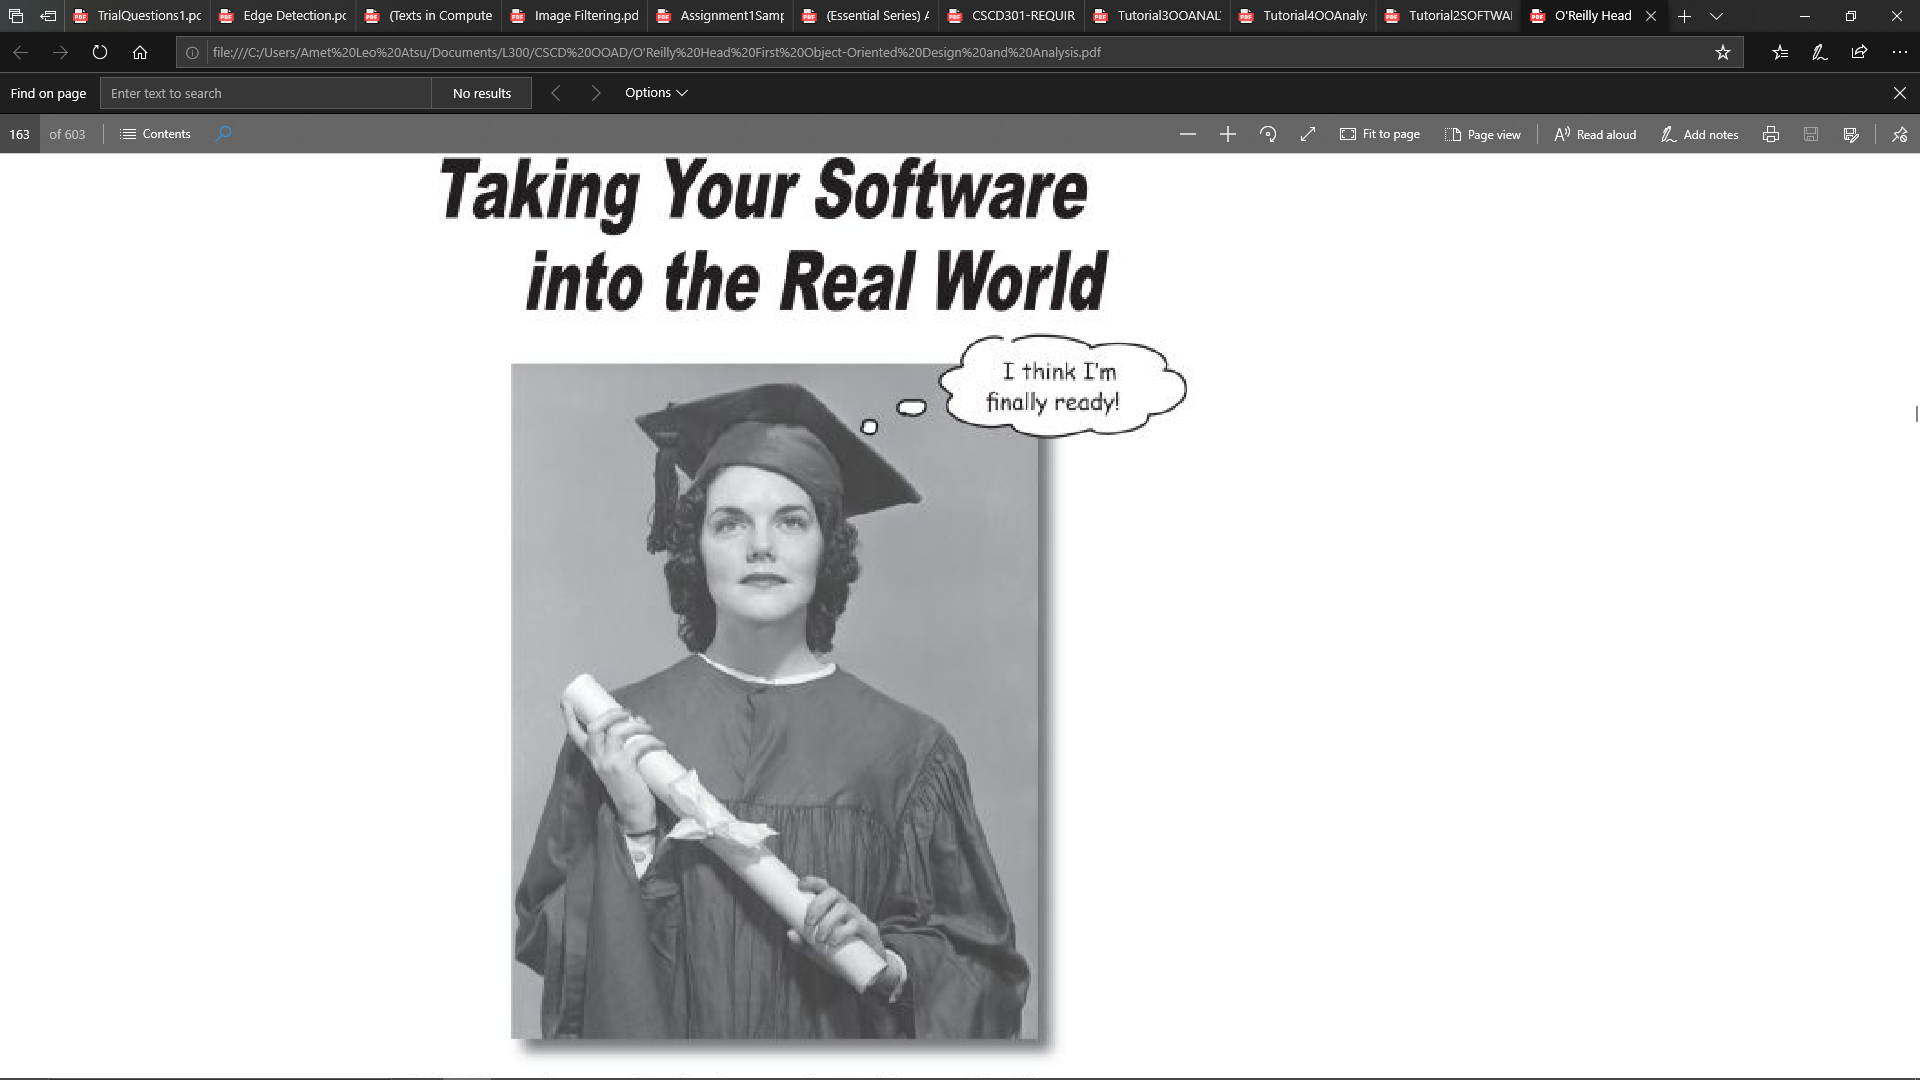 TrialQuestions1.pc
Edge Detection.pc
(Texts in Compute
Image Filtering.pd
Assignment1Samp
(Essential Series) A
CSCD301-REQUIR
Tutorial3OOANAL
Tutorial4OOAnaly:
Tutorial2SOFTWA
O'Reilly Head
file:///C:/Users/Amet%20Leo%20Atsu/Documents/L300/CSCD%20OOAD/O'Reilly%20Head%20First%20Object-Oriented%20Design%20and%20Analysis.pdf
Find on page
Enter text to search
No results
Options
163 of 603
Contents
Fit to page
Page view
Read aloud
Add notes
Taking Your Software
into the Real World
I think I'm
finally ready!